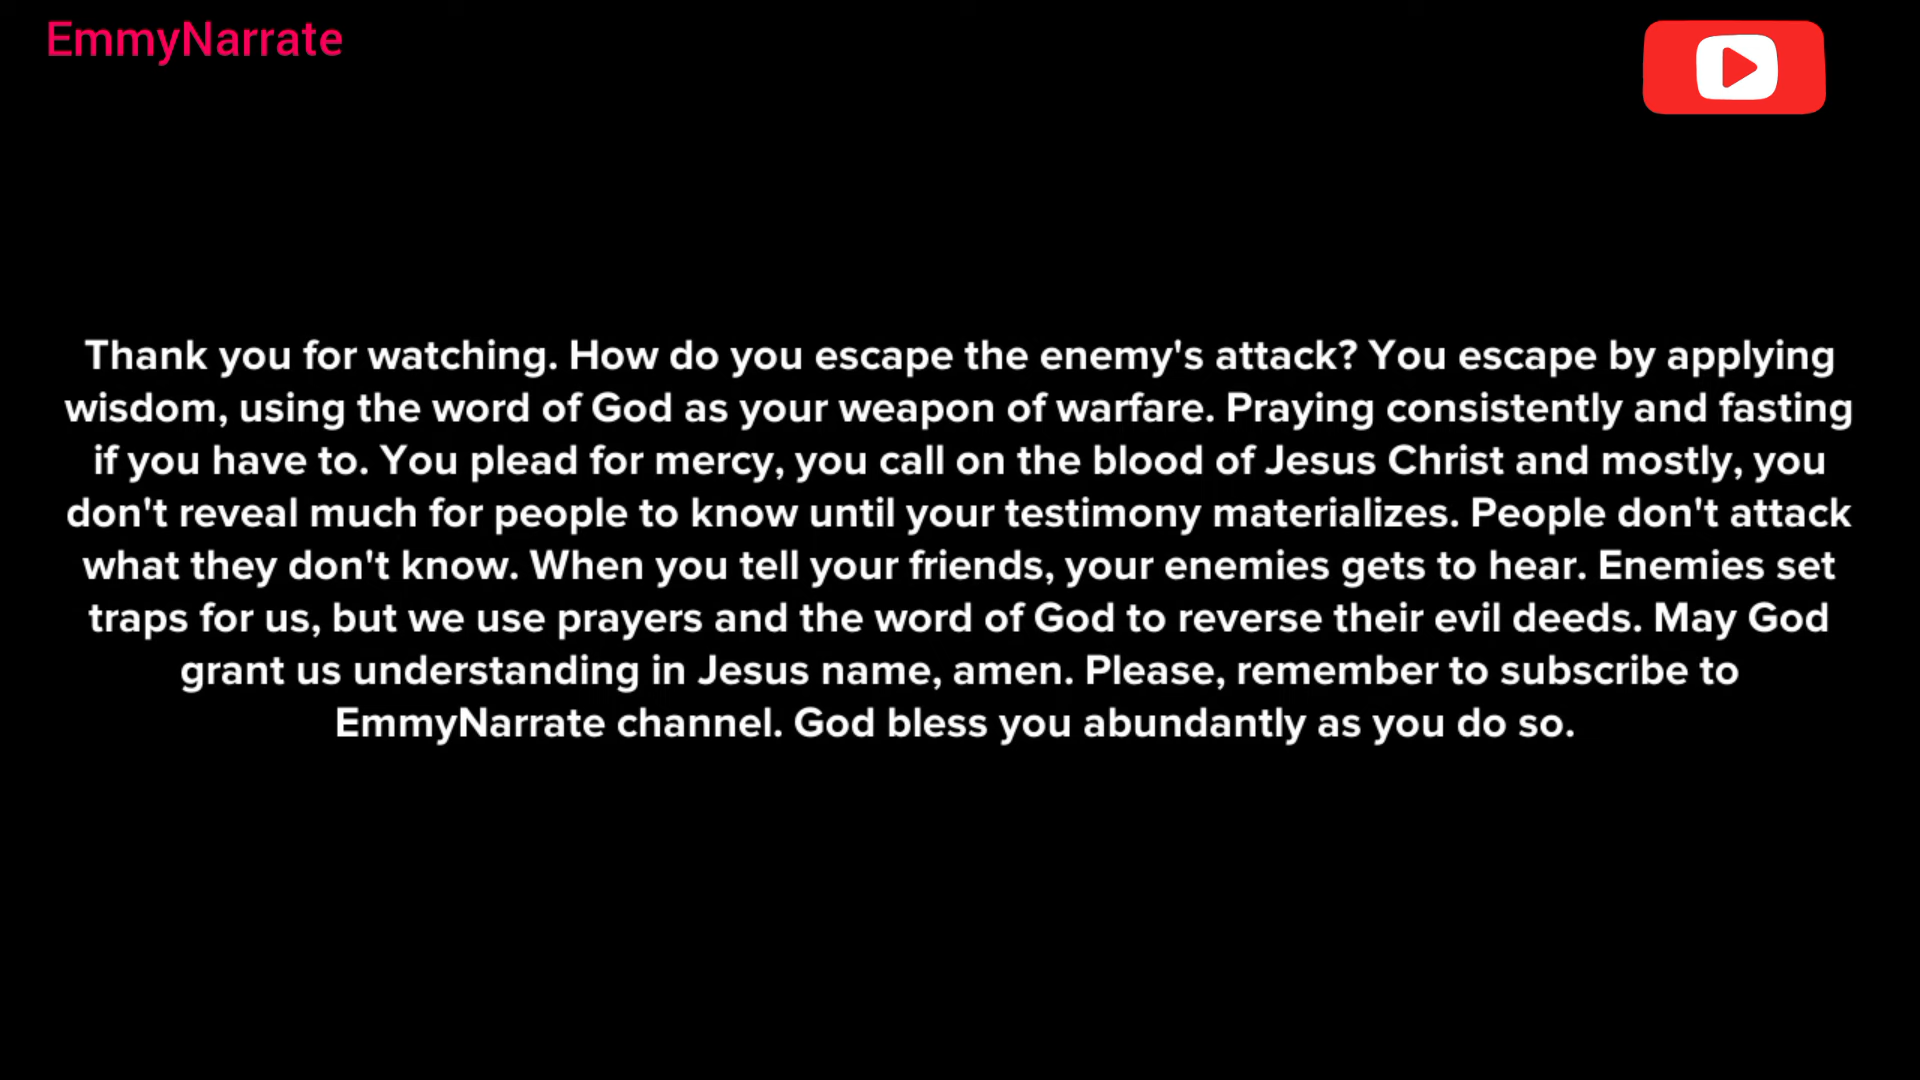 EmmyNarrate
Thank you for watching. How do you escape the enemy's attack? You escape by applying
wisdom, using the word of God as your weapon of warfare. Praying consistently and fasting
if you have to. You plead for mercy, you call on the blood of Jesus Christ and mostly, you
don't reveal much for people to know until your testimony materializes. People don't attack
what they don't know. When you tell your friends, your enemies gets to hear. Enemies set
traps for us, but we use prayers and the word of God to reverse their evil deeds. May God
grant us understanding in Jesus name, amen. Please, remember to subscribe to
EmmyNarrate channel. God bless you abundantly as you do so.